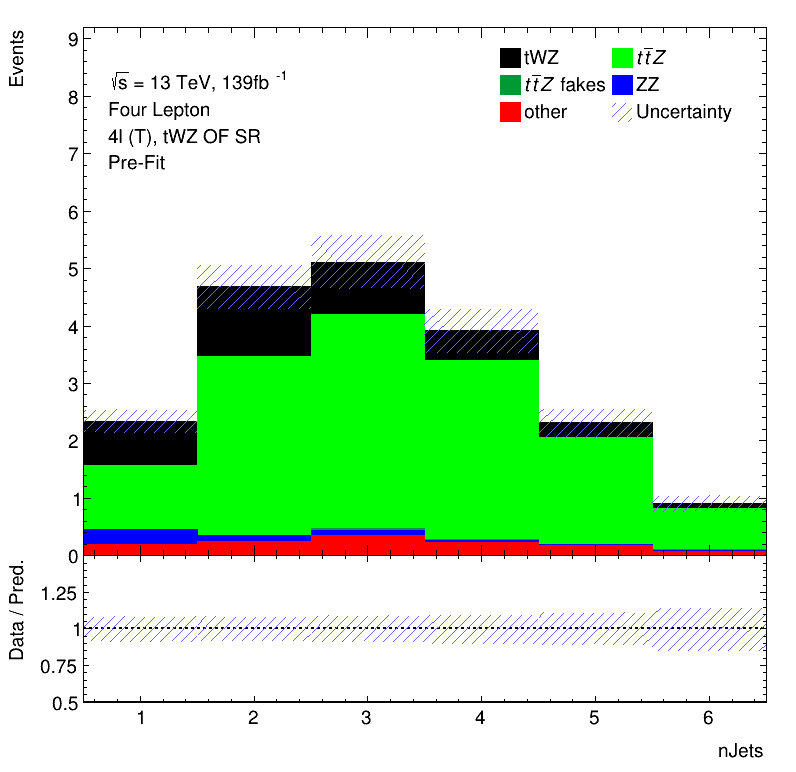 Events
9
8
7
6
5
4
3
2
1
0
√s = 13 TeV, 139fb⁻¹
Four Lepton
4l (T), tWZ OF SR
Pre-Fit
tWZ tt̄Z
tt̄Z fakes ZZ
other Uncertainty
Data / Pred.
1.25
1
0.75
0.5
1 2 3 4 5 6
nJets